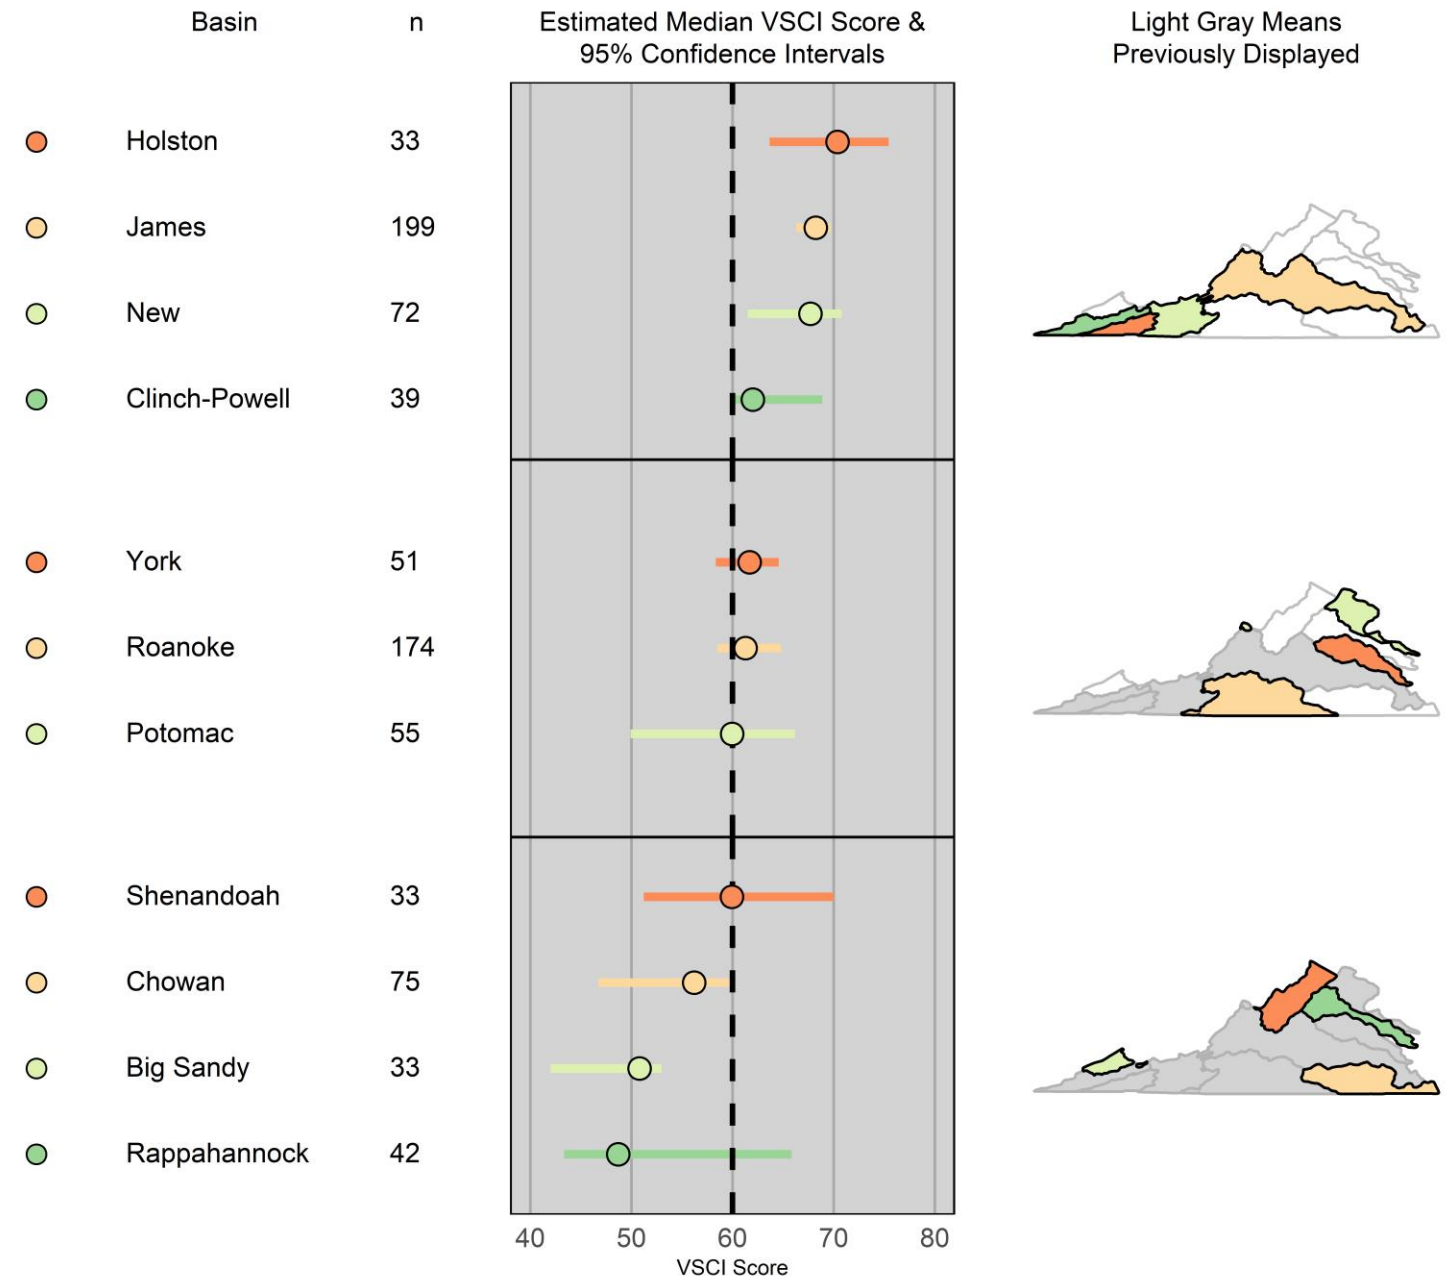 Basin n Estimated Median VSCI Score & Light Gray Means
95% Confidence Intervals Previously Displayed
Holston 33
James 199
New 72
Clinch-Powell 39
York 51
Roanoke 174
Potomac 55
Shenandoah 33
Chowan 75
Big Sandy 33
Rappahannock 42
40 50 60 70 80
VSCI Score